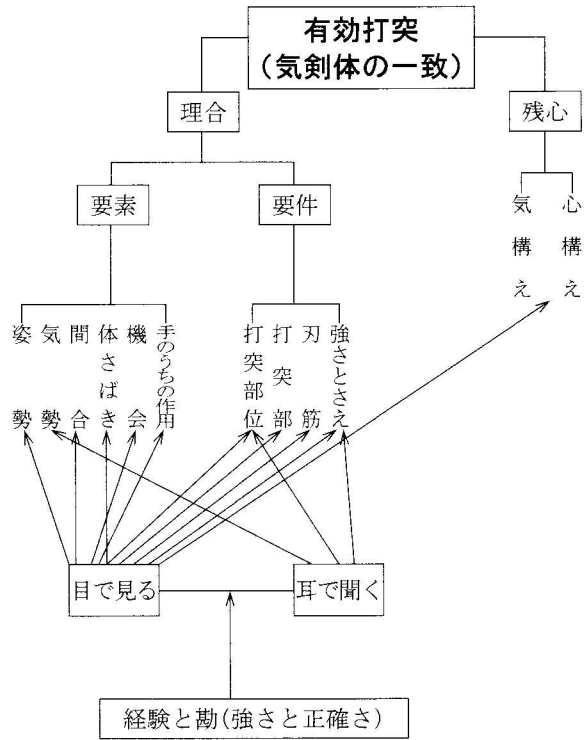 有効打突
(気剣体の一致)
理合
残心
要素
要件
気構え
心構え
姿勢
気勢
間合
体さばき
機会
手のうちの作用
打突部位
打突部
刃筋
強さとさえ
目で見る
耳で聞く
経験と勘(強さと正確さ)